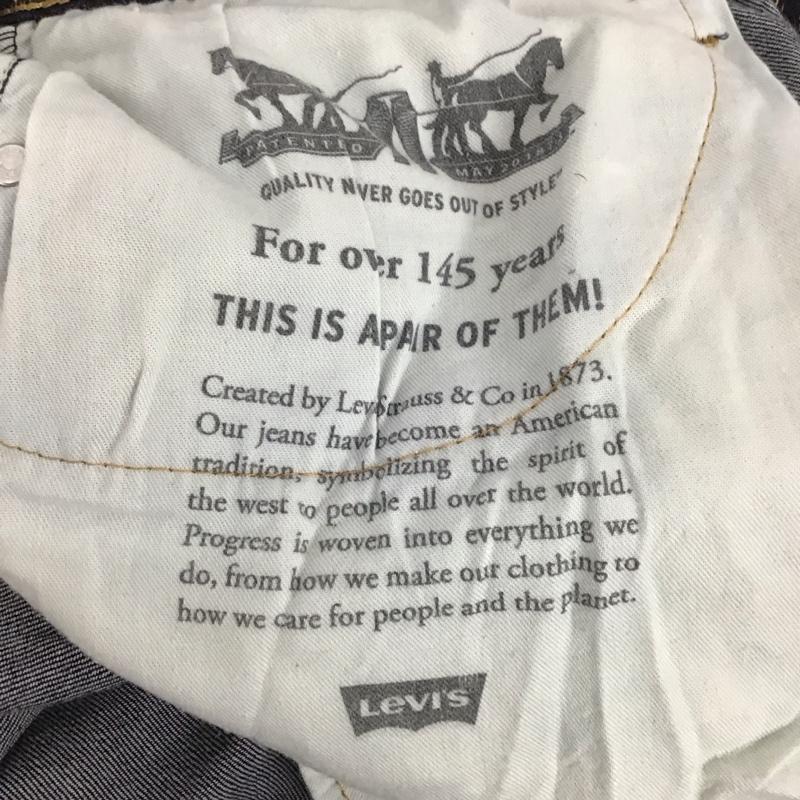 PATENTED MAY 20 1873
QUALITY NEVER GOES OUT OF STYLE
For over 145 years
THIS IS A PAIR OF THEM!
Created by Levi Strauss & Co in 1873.
Our jeans have become an American
tradition, symbolizing the spirit of
the west to people all over the world.
Progress is woven into everything we
do, from how we make our clothing to
how we care for people and the planet.
LEVI'S